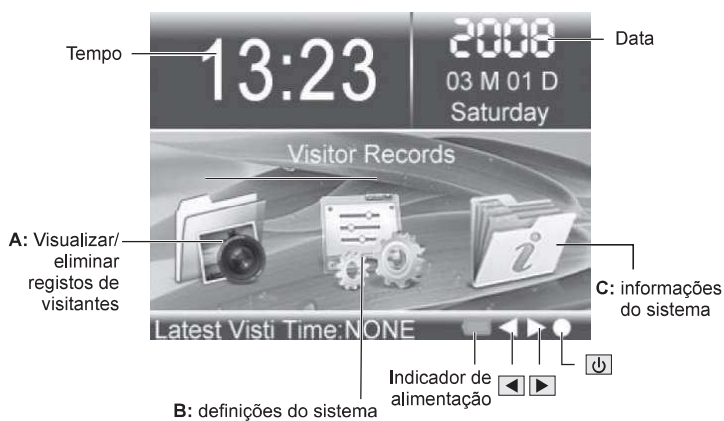 Tempo
13:23
2008
Data
03 M 01 D
Saturday
Visitor Records
A: Visualizar/
eliminar
registos de
visitantes
C: informações
do sistema
Latest Visti Time:NONE
Indicador de
alimentação
B: definições do sistema